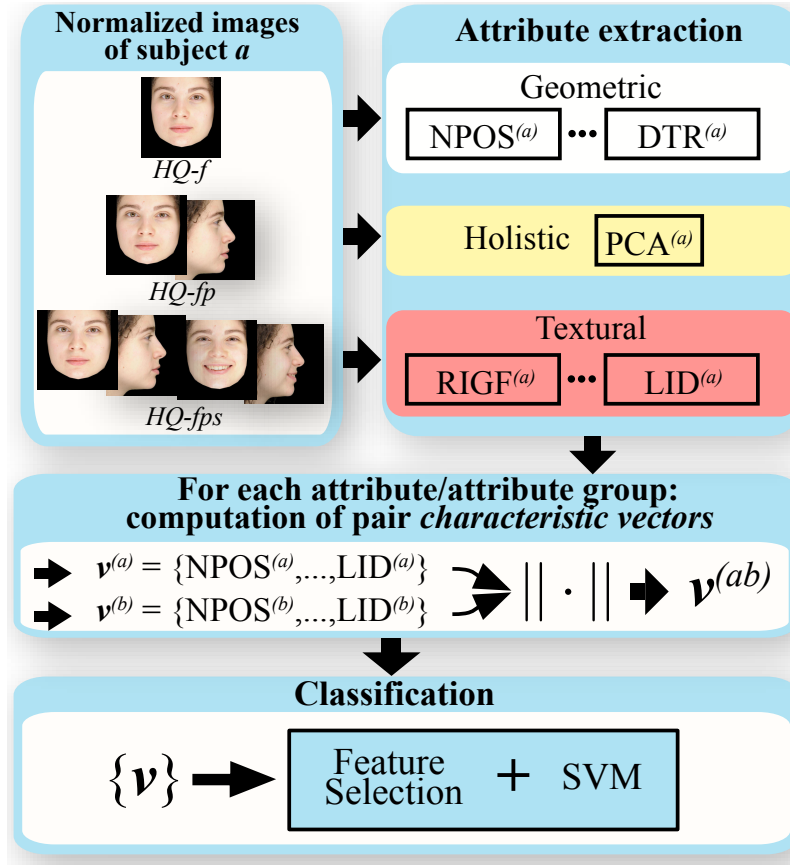 Normalized images
of subject a
HQ-f
HQ-fp
HQ-fps
Attribute extraction
Geometric
NPOS(a) ... DTR(a)
Holistic PCA(a)
Textural
RIGF(a) ... LID(a)
For each attribute/attribute group:
computation of pair characteristic vectors
v(a) = {NPOS(a),...,LID(a)}
v(b) = {NPOS(b),...,LID(b)}
|| · || v(ab)
Classification
{v} Feature
Selection + SVM